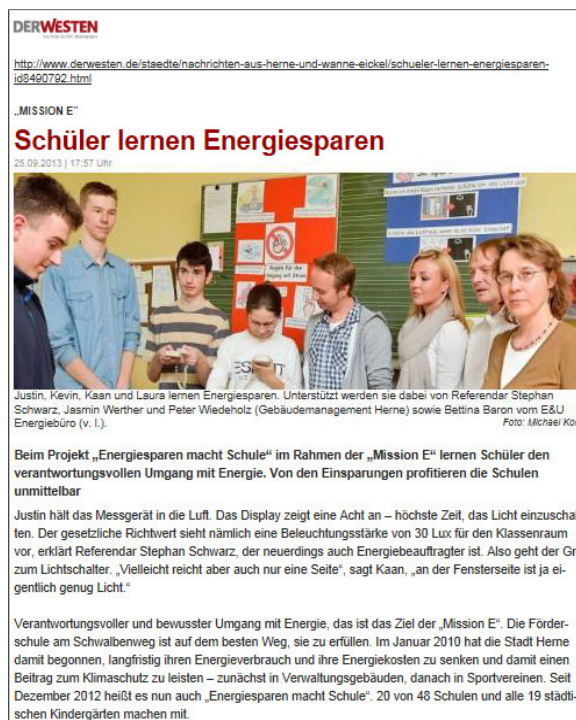 DERWESTEN
http://www.derwesten.de/staedte/nachrichten-aus-herne-und-wanne-eickel/schueler-lernen-energiesparen-
id8490792.html
„MISSION E"
Schüler lernen Energiesparen
25.09.2013 | 17:57 Uhr
Justin, Kevin, Kaan und Laura lernen Energiesparen. Unterstützt werden sie dabei von Referendar Stephan
Schwarz, Jasmin Werther und Peter Wiedeholz (Gebäudemanagement Herne) sowie Bettina Baron vom E&U
Energiebüro (v. l.).
Foto: Michael Kor
Beim Projekt „Energiesparen macht Schule" im Rahmen der „Mission E" lernen Schüler den
verantwortungsvollen Umgang mit Energie. Von den Einsparungen profitieren die Schulen
unmittelbar
Justin hält das Messgerät in die Luft. Das Display zeigt eine Acht an – höchste Zeit, das Licht einzuschal
ten. Der gesetzliche Richtwert sieht nämlich eine Beleuchtungsstärke von 30 Lux für den Klassenraum
vor, erklärt Referendar Stephan Schwarz, der neuerdings auch Energiebeauftragter ist. Also geht der Gr
zum Lichtschalter. „Vielleicht reicht aber auch nur eine Seite", sagt Kaan, „an der Fensterseite ist ja ei-
gentlich genug Licht."
Verantwortungsvoller und bewusster Umgang mit Energie, das ist das Ziel der „Mission E". Die Förder-
schule am Schwalbenweg ist auf dem besten Weg, sie zu erfüllen. Im Januar 2010 hat die Stadt Herne
damit begonnen, langfristig ihren Energieverbrauch und ihre Energiekosten zu senken und damit einen
Beitrag zum Klimaschutz zu leisten – zunächst in Verwaltungsgebäuden, danach in Sportvereinen. Seit
Dezember 2012 heißt es nun auch „Energiesparen macht Schule". 20 von 48 Schulen und alle 19 städti-
schen Kindergärten machen mit.